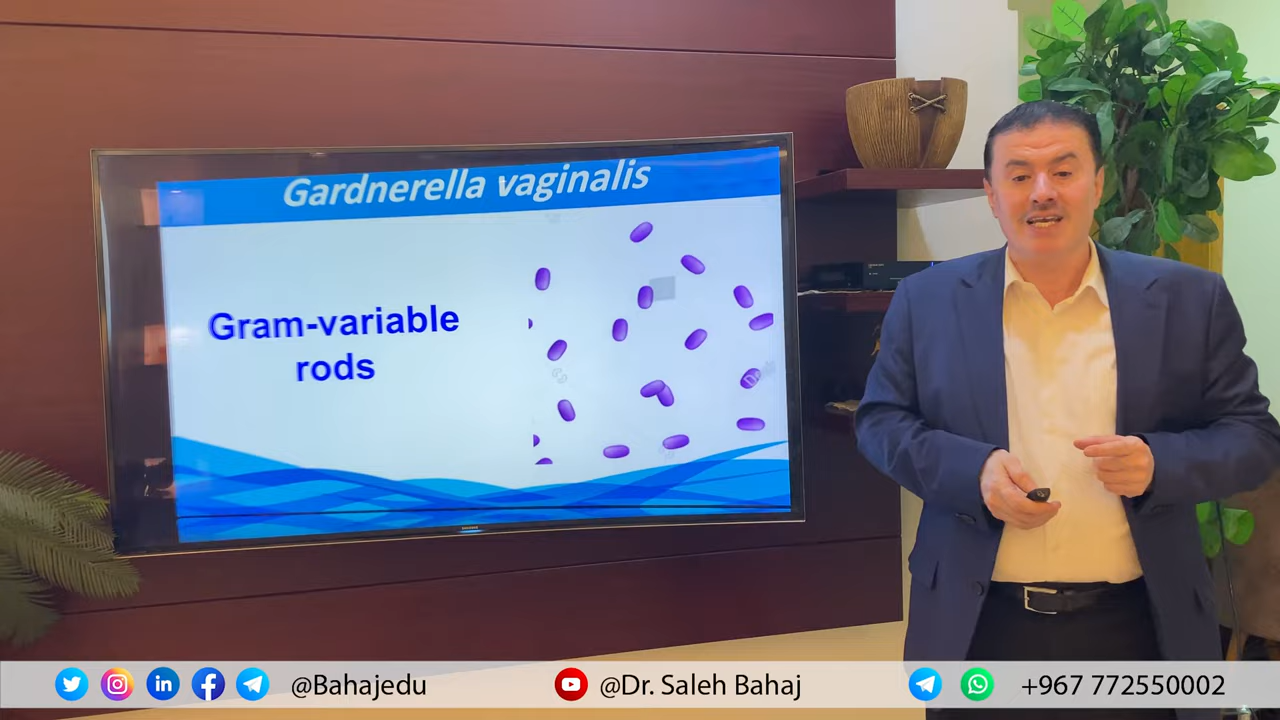 Gardnerella vaginalis
Gram-variable
rods
@Bahajedu
@Dr. Saleh Bahaj
+967 772550002